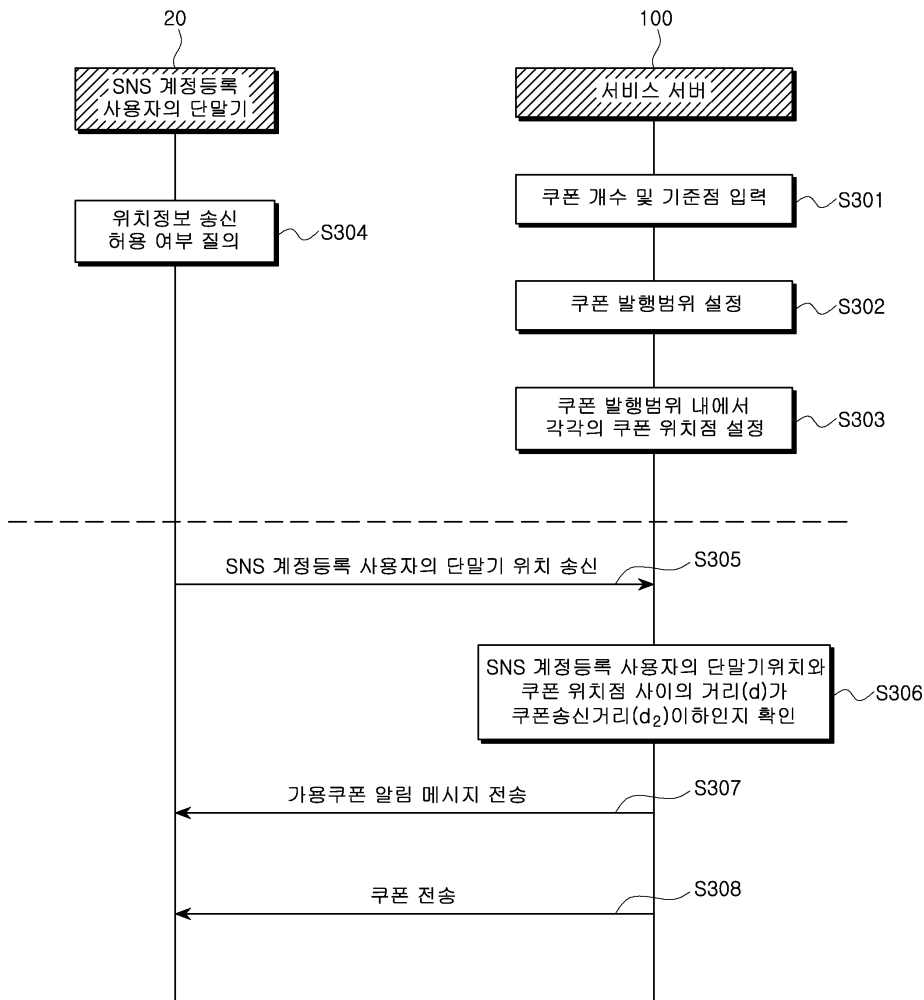 20
100
SNS 계정등록
사용자의 단말기
서비스 서버
쿠폰 개수 및 기준점 입력
S301
위치정보 송신
허용 여부 질의
S304
쿠폰 발행범위 설정
S302
쿠폰 발행범위 내에서
각각의 쿠폰 위치점 설정
S303
SNS 계정등록 사용자의 단말기 위치 송신
S305
SNS 계정등록 사용자의 단말기위치와
쿠폰 위치점 사이의 거리(d)가
쿠폰송신거리(d₂)이하인지 확인
S306
가용쿠폰 알림 메시지 전송
S307
쿠폰 전송
S308